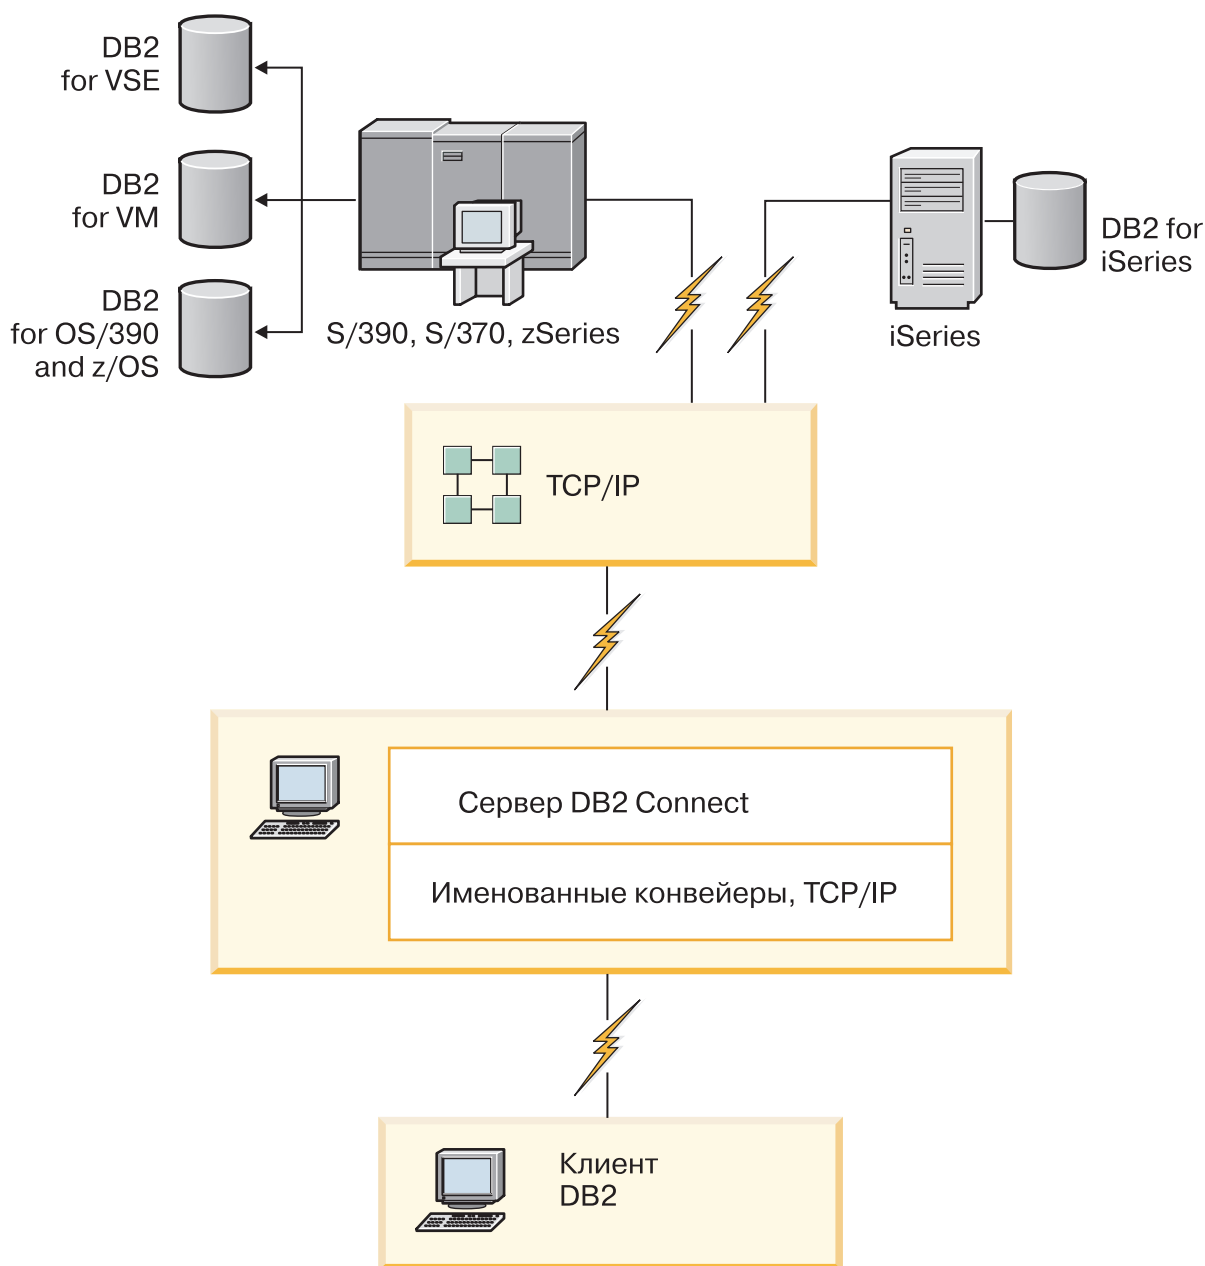 DB2
for VSE
DB2
for VM
DB2
for OS/390
and z/OS
S/390, S/370, zSeries
iSeries
DB2 for
iSeries
TCP/IP
Сервер DB2 Connect
Именованные конвейеры, TCP/IP
Клиент
DB2